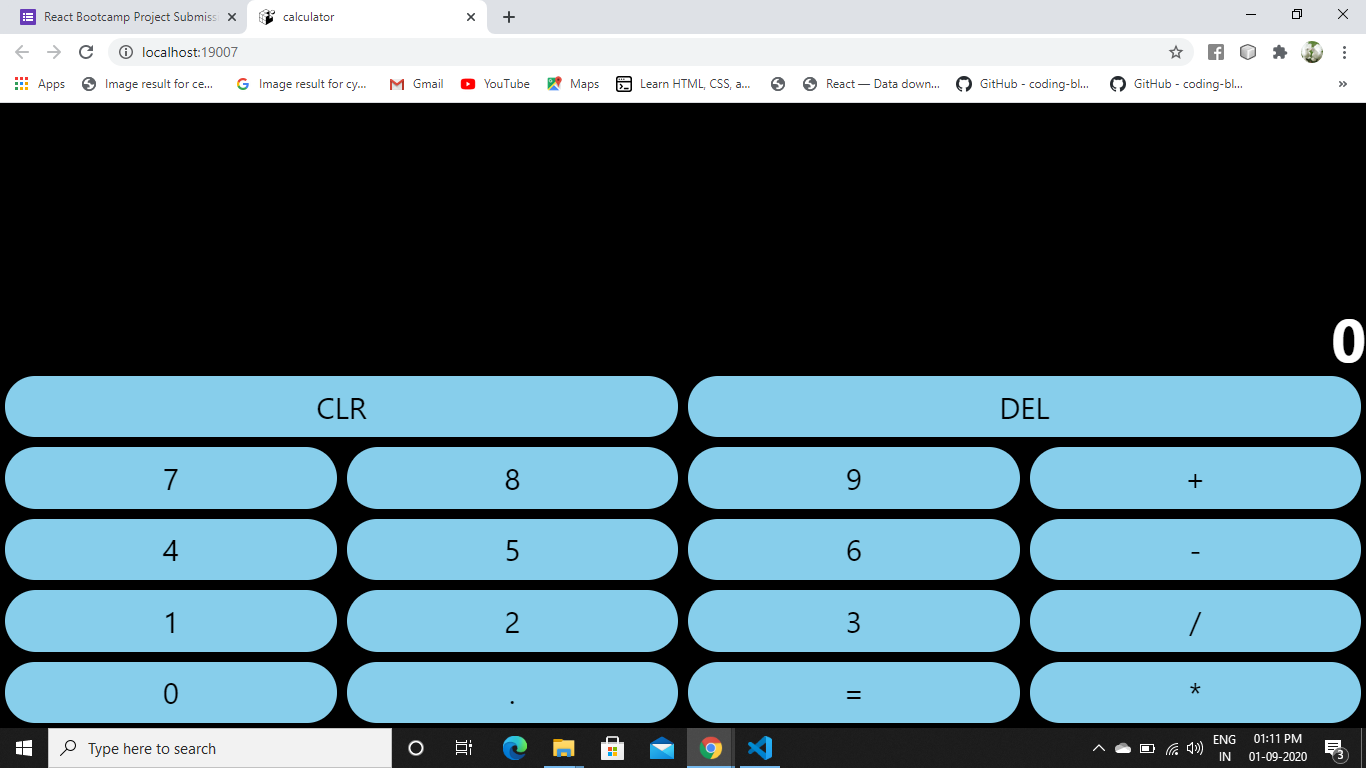 React Bootcamp Project Submiss
calculator
localhost:19007
Apps
Image result for ce...
Image result for cy...
Gmail
YouTube
Maps
Learn HTML, CSS, a...
React — Data down...
GitHub - coding-bl...
GitHub - coding-bl...
»
0
CLR DEL
7 8 9 +
4 5 6 -
1 2 3 /
0 . = *
Type here to search
ENG
IN
01:11 PM
01-09-2020
3